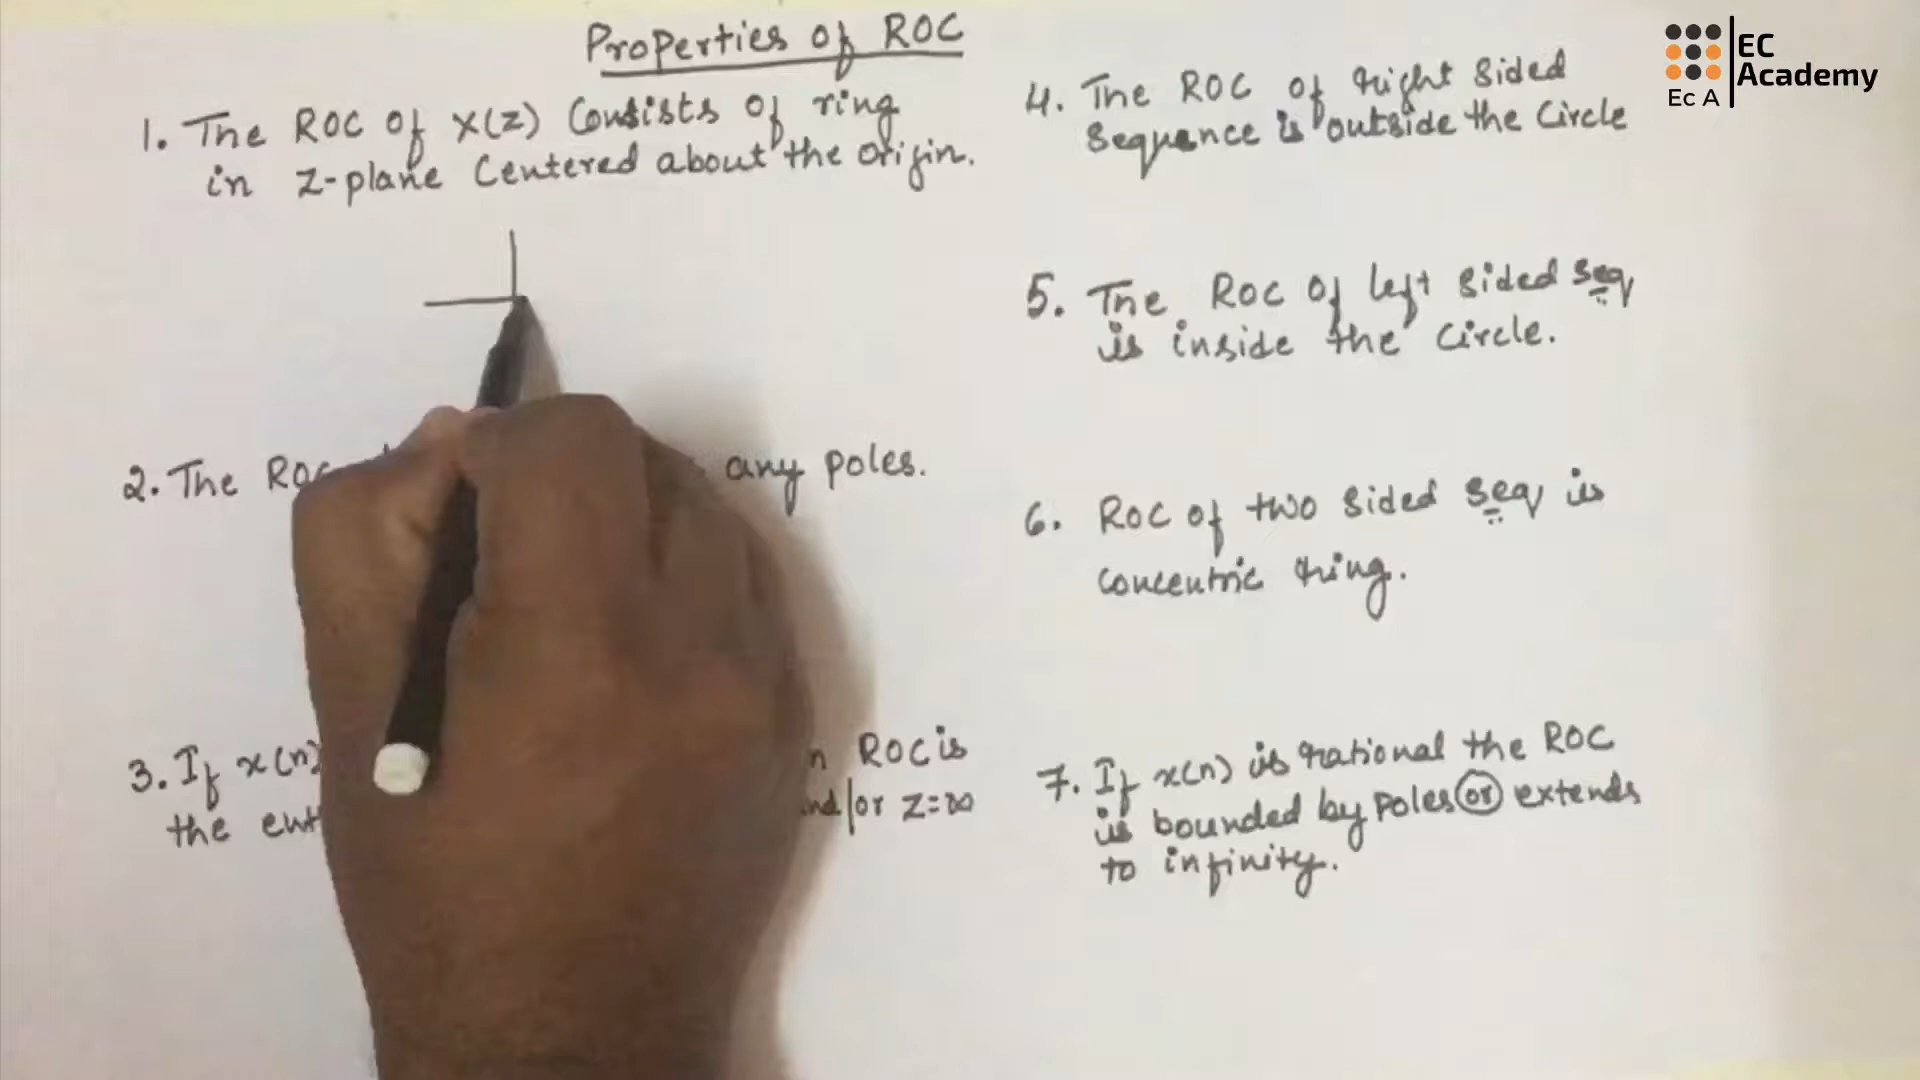 Properties of ROC
1. The ROC of X(Z) Consists of ring
in Z-plane Centered about the origin.
2. The ROC any poles.
3. If x(n) ROC is
the and/or Z=∞
4. The ROC of right sided
sequence is outside the Circle
5. The ROC of left sided seq
is inside the Circle.
6. ROC of two sided seq is
concentric ring.
7. If x(n) is rational the ROC
is bounded by poles or extends
to infinity.
EC
Academy
Ec A